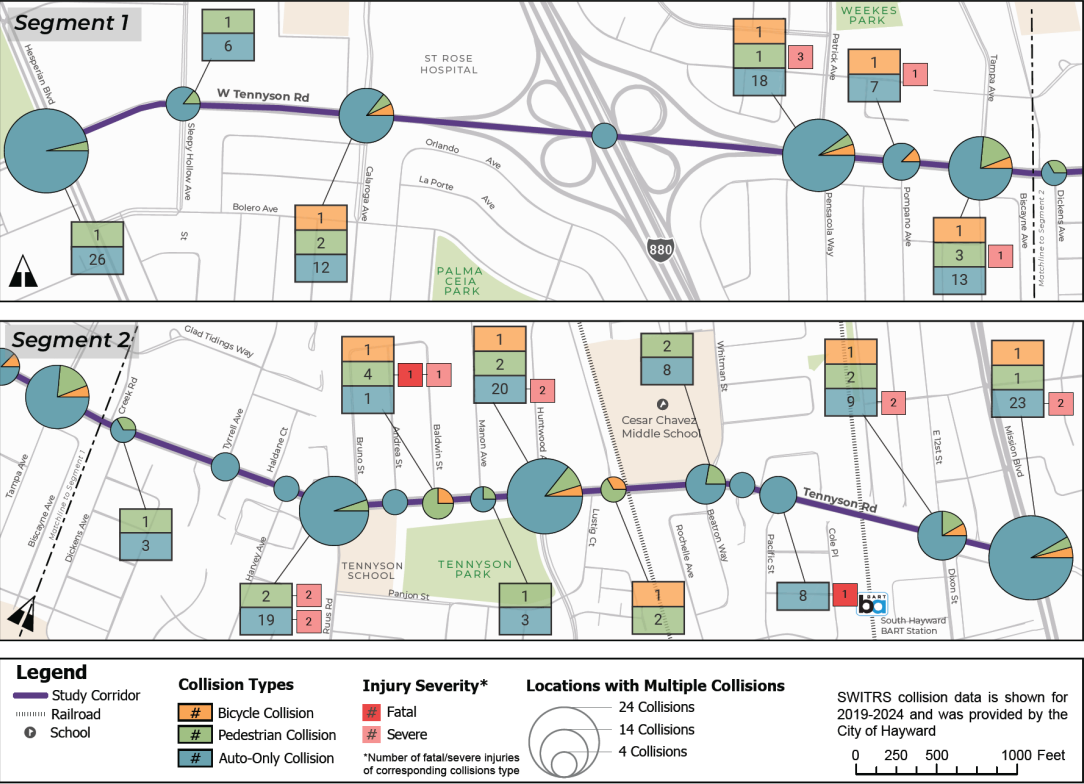 Segment 1
Hesperian Blvd
1
6
W Tennyson Rd
Sleepy Hollow Ave
ST ROSE
HOSPITAL
Orlando Ave
La Porte Ave
Calaroga Ave
Bolero Ave
St
1
26
1
2
12
PALMA
CEIA
PARK
880
1
1
3
18
Patrick Ave
WEEKES
PARK
1
1
7
Tampa Ave
Pensacola Way
Pompano Ave
1
3
1
13
Biscayne Ave
Matchline to Segment 2
Dickens Ave
Segment 2
Glad Tidings Way
Creek Rd
Tampa Ave
Biscayne Ave
Matchline to Segment 1
Dickens Ave
1
3
Tyrrell Ave
Haldane Ct
Harvey Ave
2
2
19
2
Ruus Rd
Bruno St
1
4
1
1
1
Andrea St
Baldwin St
Manon Ave
1
2
20
2
Huntwood A
TENNYSON
SCHOOL
TENNYSON
PARK
Panjon St
1
3
Lustig Ct
1
2
2
8
Cesar Chavez
Middle School
Whitman St
Rochelle Ave
Beatron Way
Tennyson Rd
Pacific St
8
1
Cole Pl
BART
ba
South Hayward
BART Station
1
2
9
2
E 12th St
Dixon St
1
1
23
2
Mission Blvd
Legend
Study Corridor
Railroad
School
Collision Types
# Bicycle Collision
# Pedestrian Collision
# Auto-Only Collision
Injury Severity*
# Fatal
# Severe
*Number of fatal/severe injuries
of corresponding collisions type
Locations with Multiple Collisions
24 Collisions
14 Collisions
4 Collisions
SWITRS collision data is shown for
2019-2024 and was provided by the
City of Hayward
0 250 500 1000 Feet